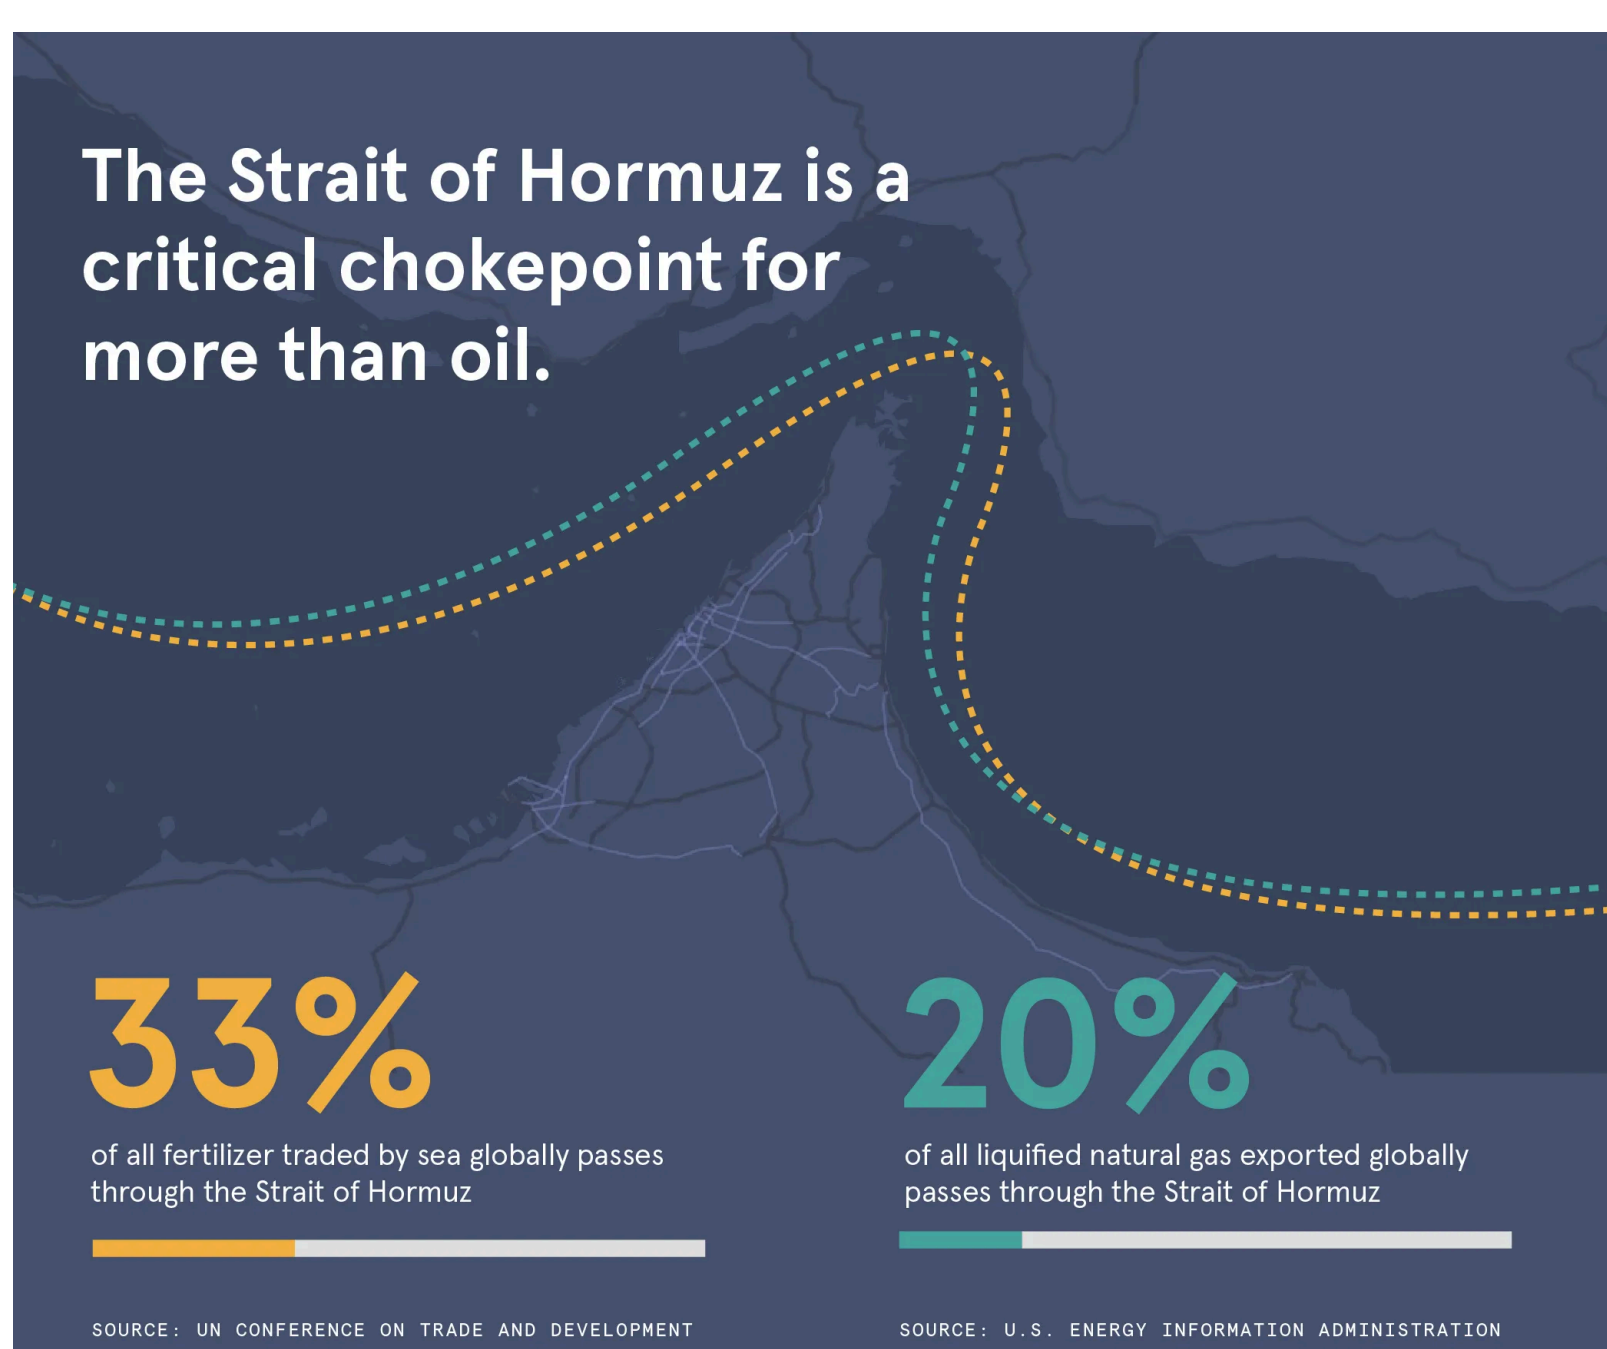 The Strait of Hormuz is a
critical chokepoint for
more than oil.
33%
of all fertilizer traded by sea globally passes
through the Strait of Hormuz
SOURCE: UN CONFERENCE ON TRADE AND DEVELOPMENT
20%
of all liquified natural gas exported globally
passes through the Strait of Hormuz
SOURCE: U.S. ENERGY INFORMATION ADMINISTRATION